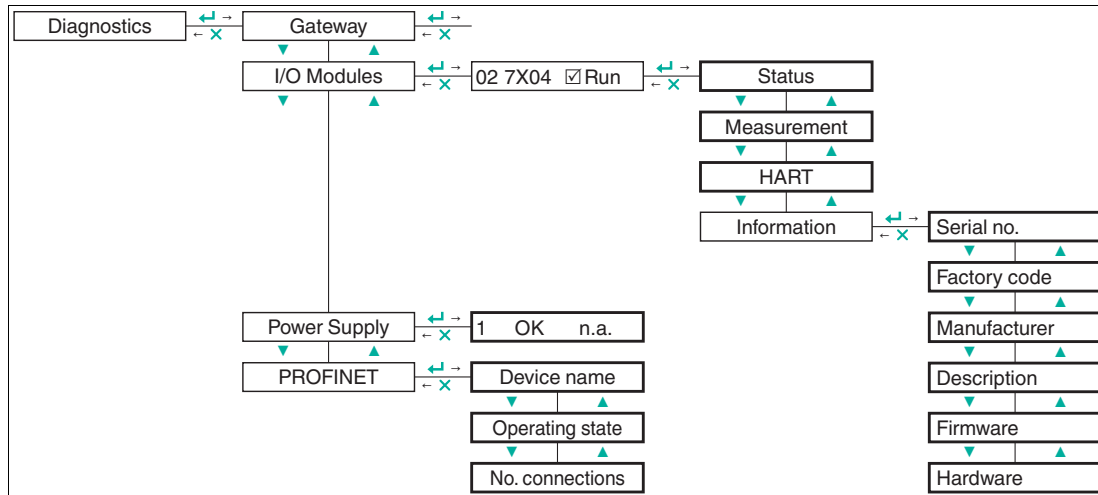 Diagnostics
Gateway
I/O Modules
02 7X04 ☑ Run
Status
Measurement
HART
Information
Serial no.
Factory code
Manufacturer
Description
Firmware
Hardware
Power Supply
1 OK n.a.
PROFINET
Device name
Operating state
No. connections